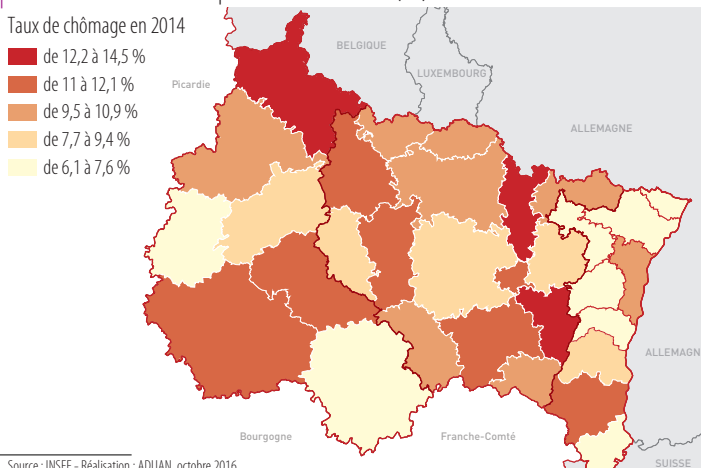 Taux de chômage en 2014
de 12,2 à 14,5 %
de 11 à 12,1 %
de 9,5 à 10,9 %
de 7,7 à 9,4 %
de 6,1 à 7,6 %
BELGIQUE
LUXEMBOURG
Picardie
ALLEMAGNE
ALLEMAGN
Bourgogne
Franche-Comté
SUISSE
Source : INSEE - Réalisation : ADUAN, octobre 2016